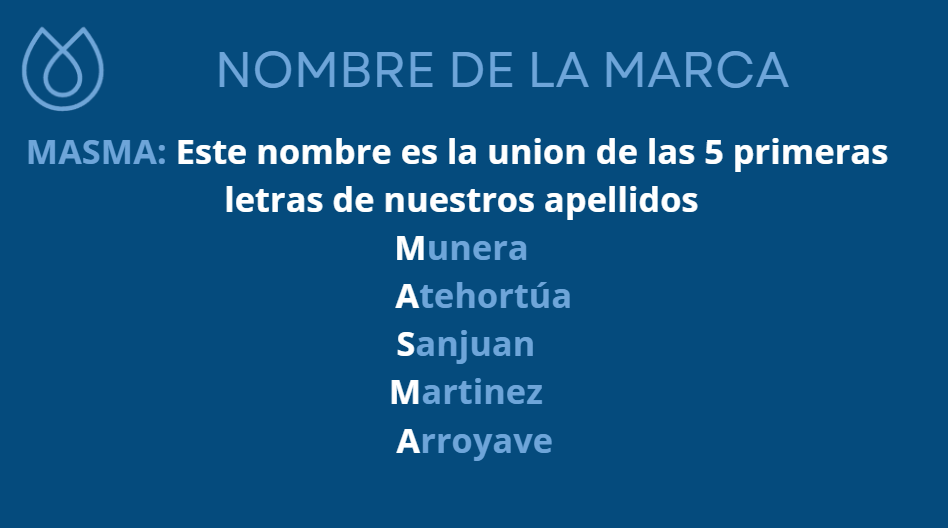 NOMBRE DE LA MARCA
MASMA: Este nombre es la union de las 5 primeras
letras de nuestros apellidos
Munera
Atehortúa
Sanjuan
Martinez
Arroyave